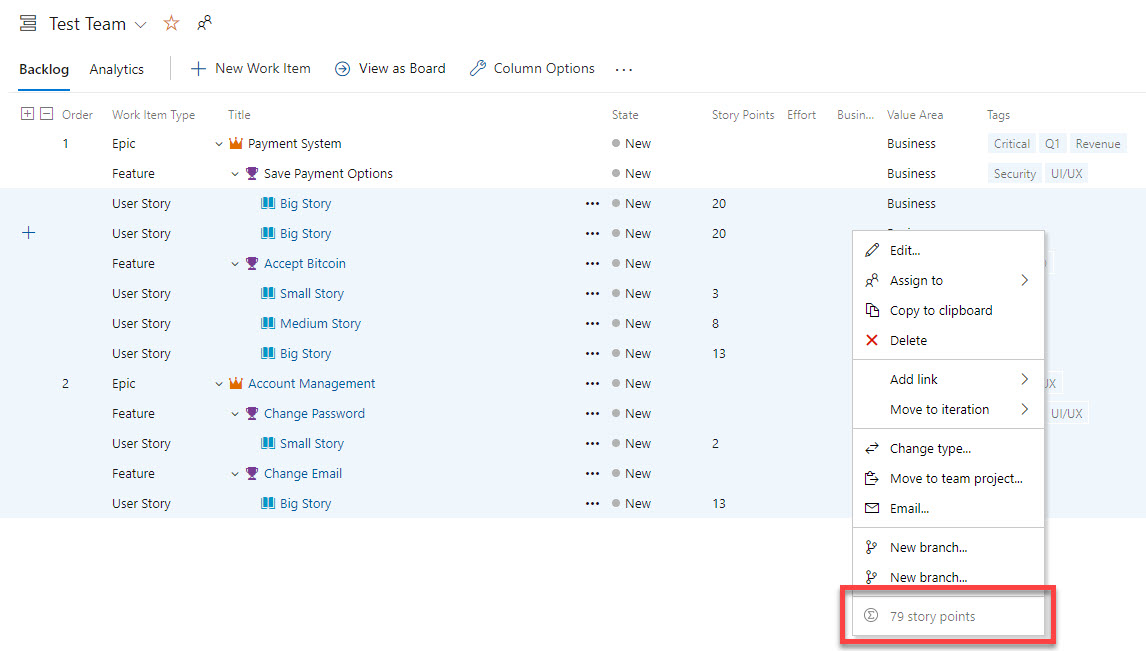 Test Team
Backlog Analytics New Work Item View as Board Column Options ...
Order Work Item Type Title State Story Points Effort Busin... Value Area Tags
1 Epic Payment System New Business Critical Q1 Revenue
Feature Save Payment Options New Business Security UI/UX
User Story Big Story New 20 Business
User Story Big Story New 20
Feature Accept Bitcoin New
User Story Small Story New 3
User Story Medium Story New 8
User Story Big Story New 13
2 Epic Account Management New UX
Feature Change Password New UI/UX
User Story Small Story New 2
Feature Change Email New
User Story Big Story New 13
Edit...
Assign to
Copy to clipboard
Delete
Add link
Move to iteration
Change type...
Move to team project...
Email...
New branch...
New branch...
79 story points